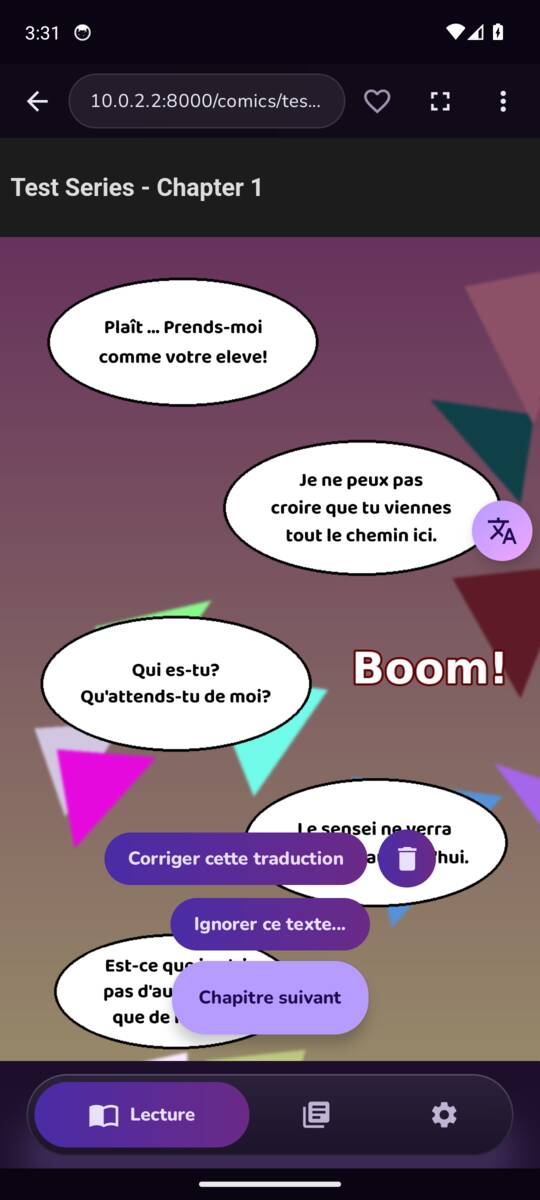 3:31
10.0.2.2:8000/comics/tes...
Test Series - Chapter 1
Plaît ... Prends-moi
comme votre eleve!
Je ne peux pas
croire que tu viennes
tout le chemin ici.
Qui es-tu?
Qu'attends-tu de moi?
Boom!
Le sensei ne verra
'hui.
Corriger cette traduction
Ignorer ce texte...
Est-ce que
pas d'au
que de
Chapitre suivant
Lecture